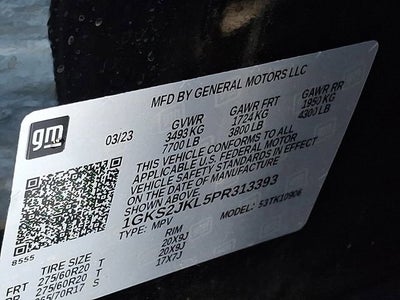 MFD BY GENERAL MOTORS LLC
gm
03/23 GVWR GAWR FRT GAWR RR
3493 KG 1724 KG 1950 KG
7700 LB 3800 LB 4300 LB
THIS VEHICLE CONFORMS TO ALL
APPLICABLE U.S. FEDERAL MOTOR
VEHICLE SAFETY STANDARDS IN EFFECT
ON THE DATE OF MANUFACTURE
SHOWN ABOVE.
1GKS2JKL5PR313393
TYPE: MPV MODEL: 53TK10906
8555
TIRE SIZE RIM
FRT 275/60R20 T 20X9J
275/60R20 T 20X9J
70R17 S 17X7J